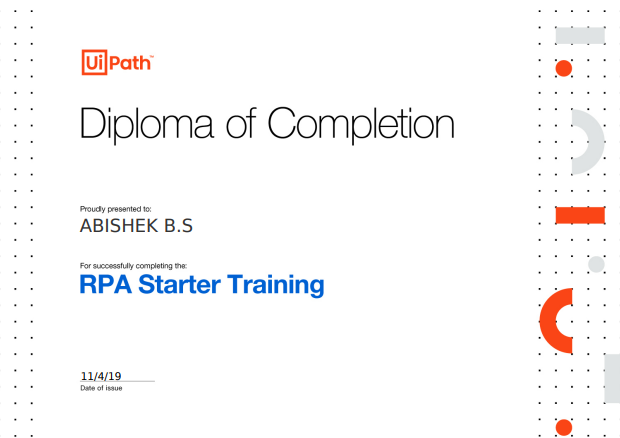 UiPath™
Diploma of Completion
Proudly presented to:
ABISHEK B.S
For successfully completing the:
RPA Starter Training
11/4/19
Date of issue